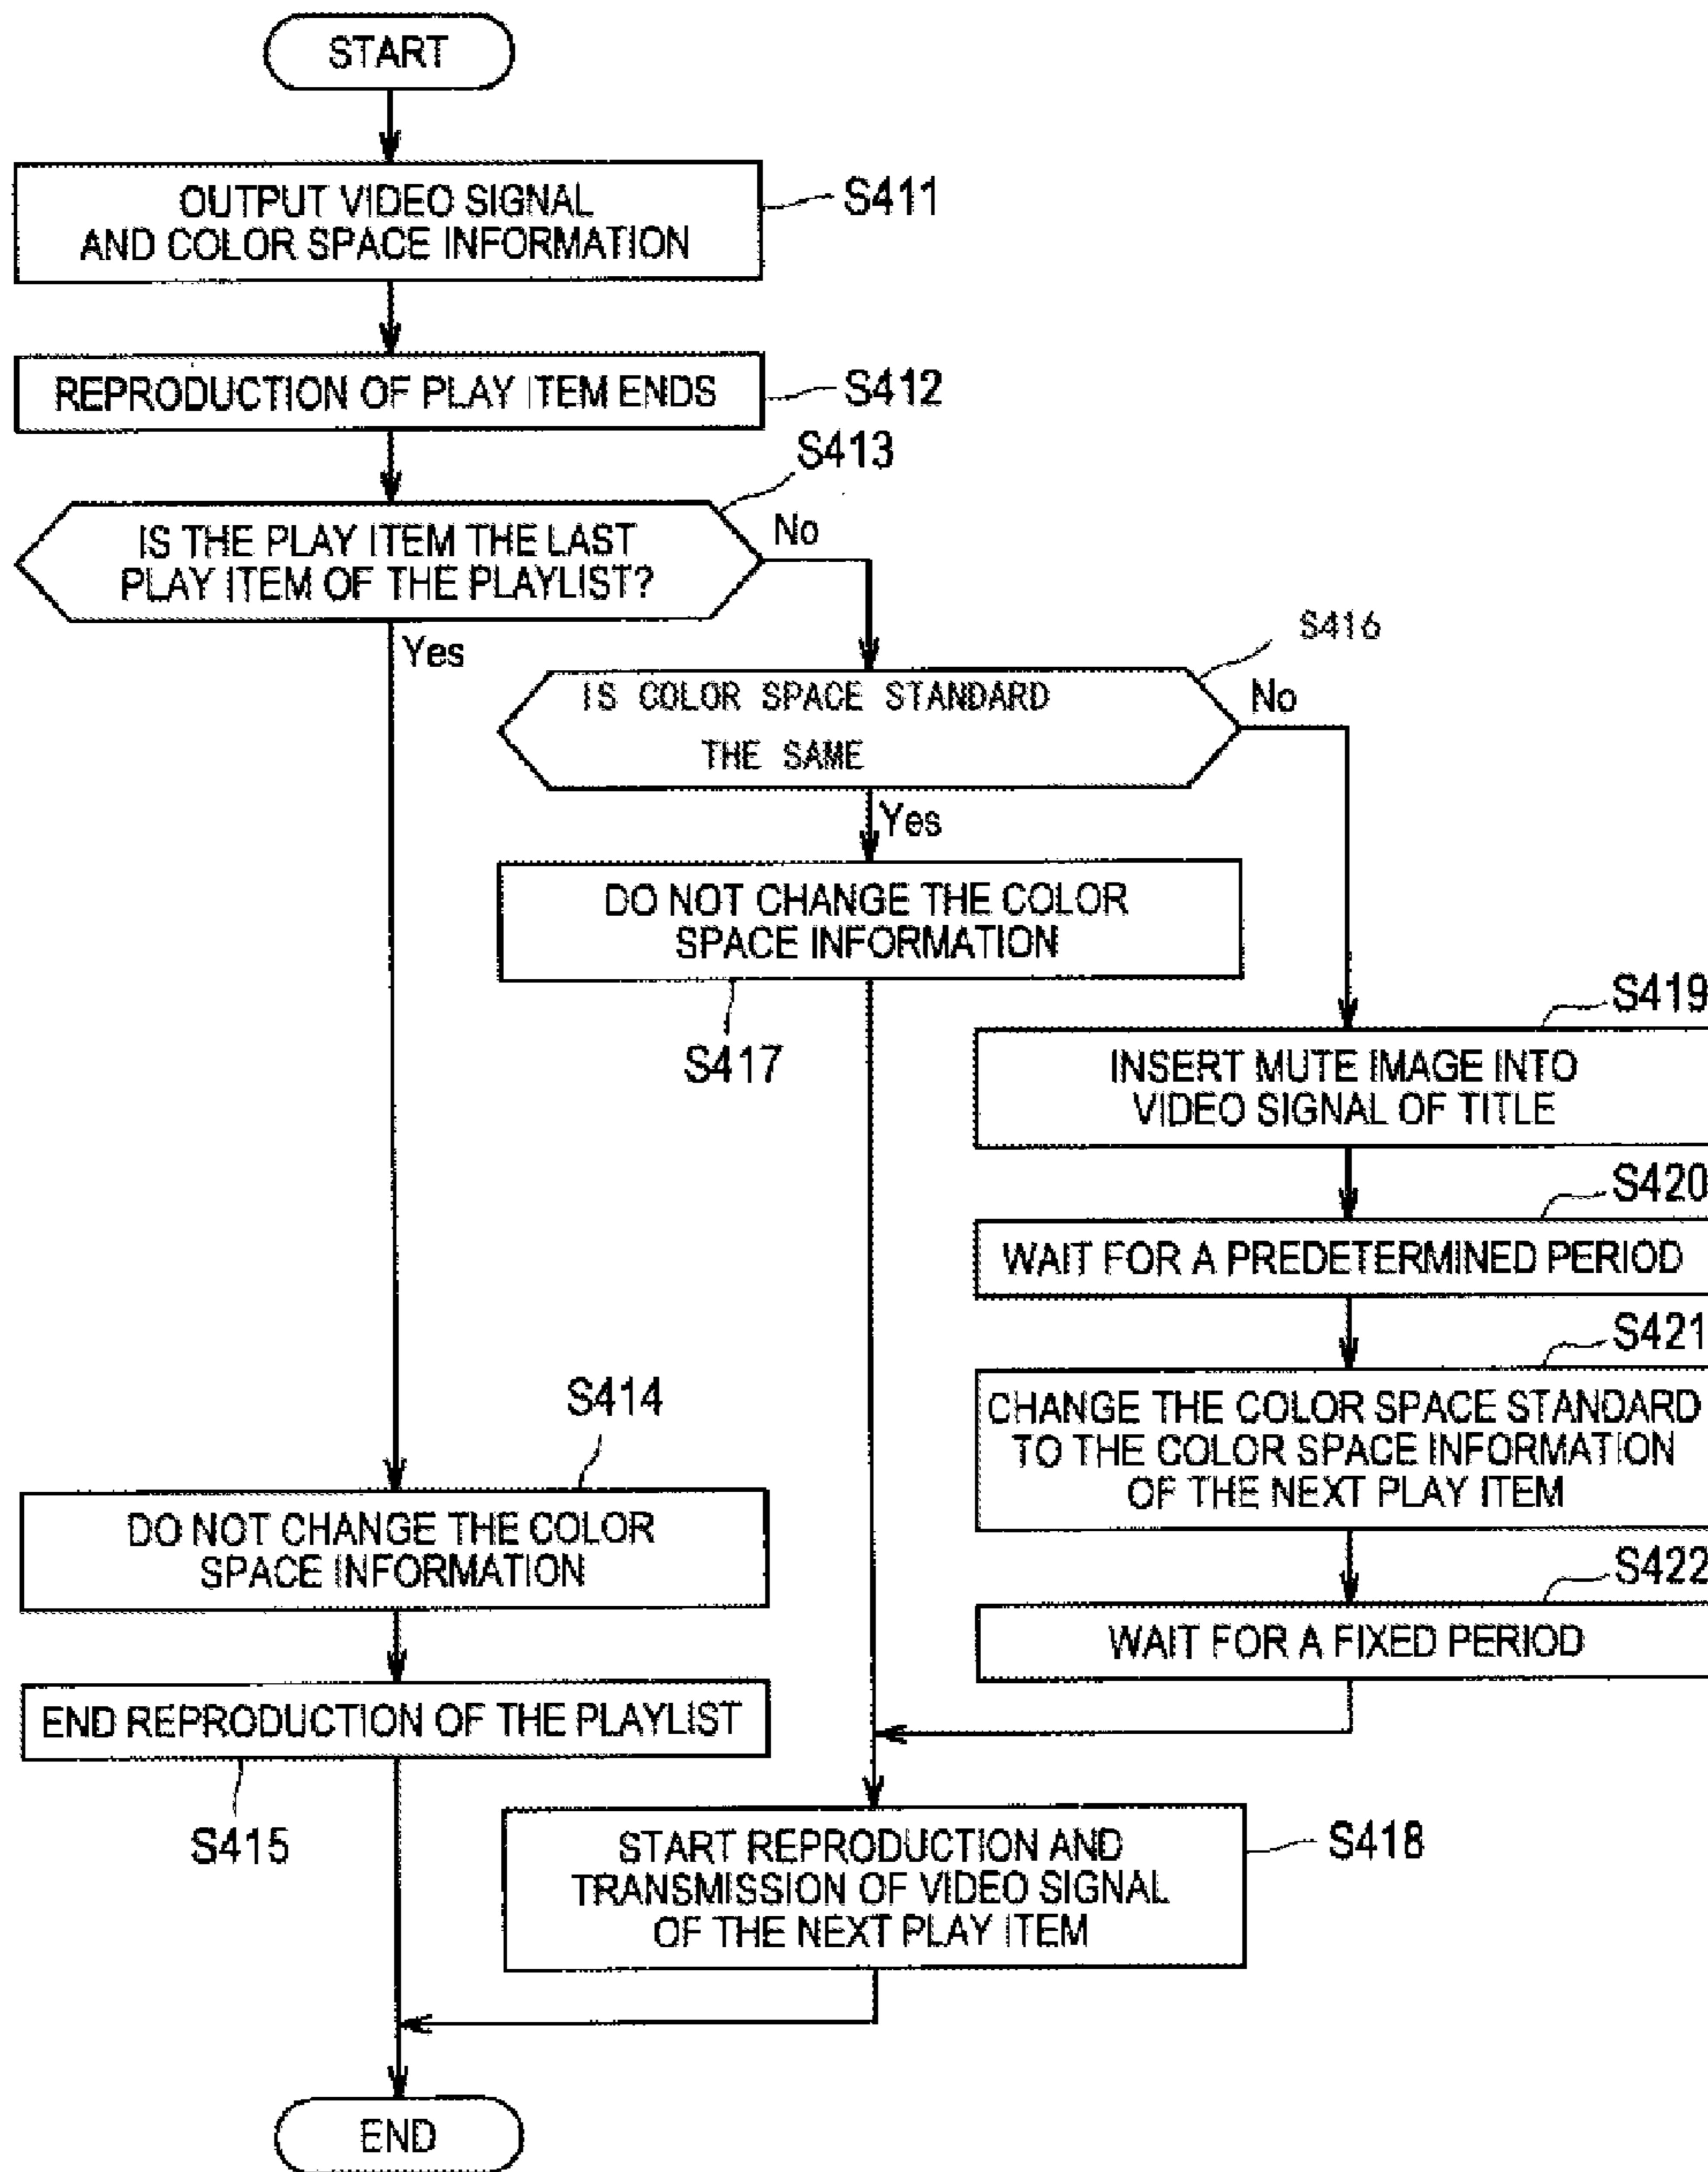 START
OUTPUT VIDEO SIGNAL
AND COLOR SPACE INFORMATION
S411
REPRODUCTION OF PLAY ITEM ENDS
S412
S413
IS THE PLAY ITEM THE LAST
PLAY ITEM OF THE PLAYLIST?
No
Yes
S416
IS COLOR SPACE STANDARD
THE SAME
No
Yes
DO NOT CHANGE THE COLOR
SPACE INFORMATION
S417
S419
INSERT MUTE IMAGE INTO
VIDEO SIGNAL OF TITLE
S420
WAIT FOR A PREDETERMINED PERIOD
S421
CHANGE THE COLOR SPACE STANDARD
TO THE COLOR SPACE INFORMATION
OF THE NEXT PLAY ITEM
S422
WAIT FOR A FIXED PERIOD
S414
DO NOT CHANGE THE COLOR
SPACE INFORMATION
END REPRODUCTION OF THE PLAYLIST
S415
START REPRODUCTION AND
TRANSMISSION OF VIDEO SIGNAL
OF THE NEXT PLAY ITEM
S418
END